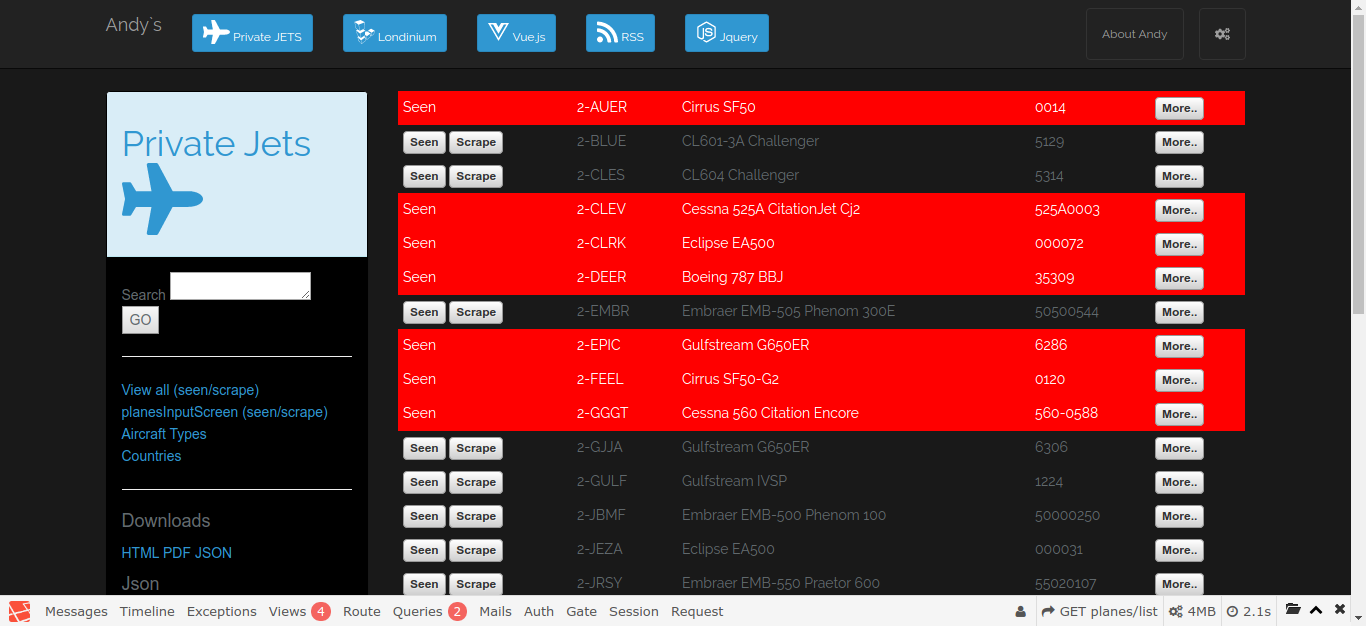 Andy`s Private JETS Londinium Vue.js RSS JS Jquery About Andy
Private Jets
Search
GO
View all (seen/scrape)
planesInputScreen (seen/scrape)
Aircraft Types
Countries
Downloads
HTML PDF JSON
Json
Seen 2-AUER Cirrus SF50 0014 More..
Seen Scrape 2-BLUE CL601-3A Challenger 5129 More..
Seen Scrape 2-CLES CL604 Challenger 5314 More..
Seen 2-CLEV Cessna 525A CitationJet Cj2 525A0003 More..
Seen 2-CLRK Eclipse EA500 000072 More..
Seen 2-DEER Boeing 787 BBJ 35309 More..
Seen Scrape 2-EMBR Embraer EMB-505 Phenom 300E 50500544 More..
Seen 2-EPIC Gulfstream G650ER 6286 More..
Seen 2-FEEL Cirrus SF50-G2 0120 More..
Seen 2-GGGT Cessna 560 Citation Encore 560-0588 More..
Seen Scrape 2-GJJA Gulfstream G650ER 6306 More..
Seen Scrape 2-GULF Gulfstream IVSP 1224 More..
Seen Scrape 2-JBMF Embraer EMB-500 Phenom 100 50000250 More..
Seen Scrape 2-JEZA Eclipse EA500 000031 More..
Seen Scrape 2-JRSY Embraer EMB-550 Praetor 600 55020107 More..
Messages Timeline Exceptions Views 4 Route Queries 2 Mails Auth Gate Session Request GET planes/list 4MB 2.1s